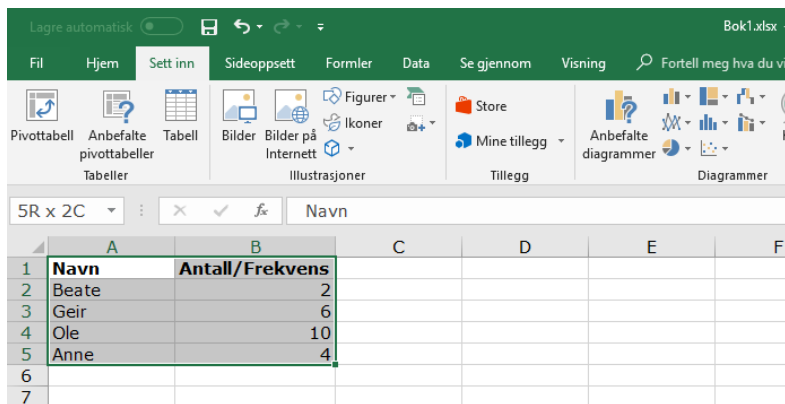 Lagre automatisk Bok1.xlsx -
Fil Hjem Sett inn Sideoppsett Formler Data Se gjennom Visning Fortell meg hva du vi
Pivottabell Anbefalte pivottabeller Tabell
Tabeller
Bilder Bilder på Internett Figurer Ikoner
Illustrasjoner
Store
Mine tillegg
Tillegg
Anbefalte diagrammer
Diagrammer
5R x 2C fx Navn
A B C D E F
1 Navn Antall/Frekvens
2 Beate 2
3 Geir 6
4 Ole 10
5 Anne 4
6
7